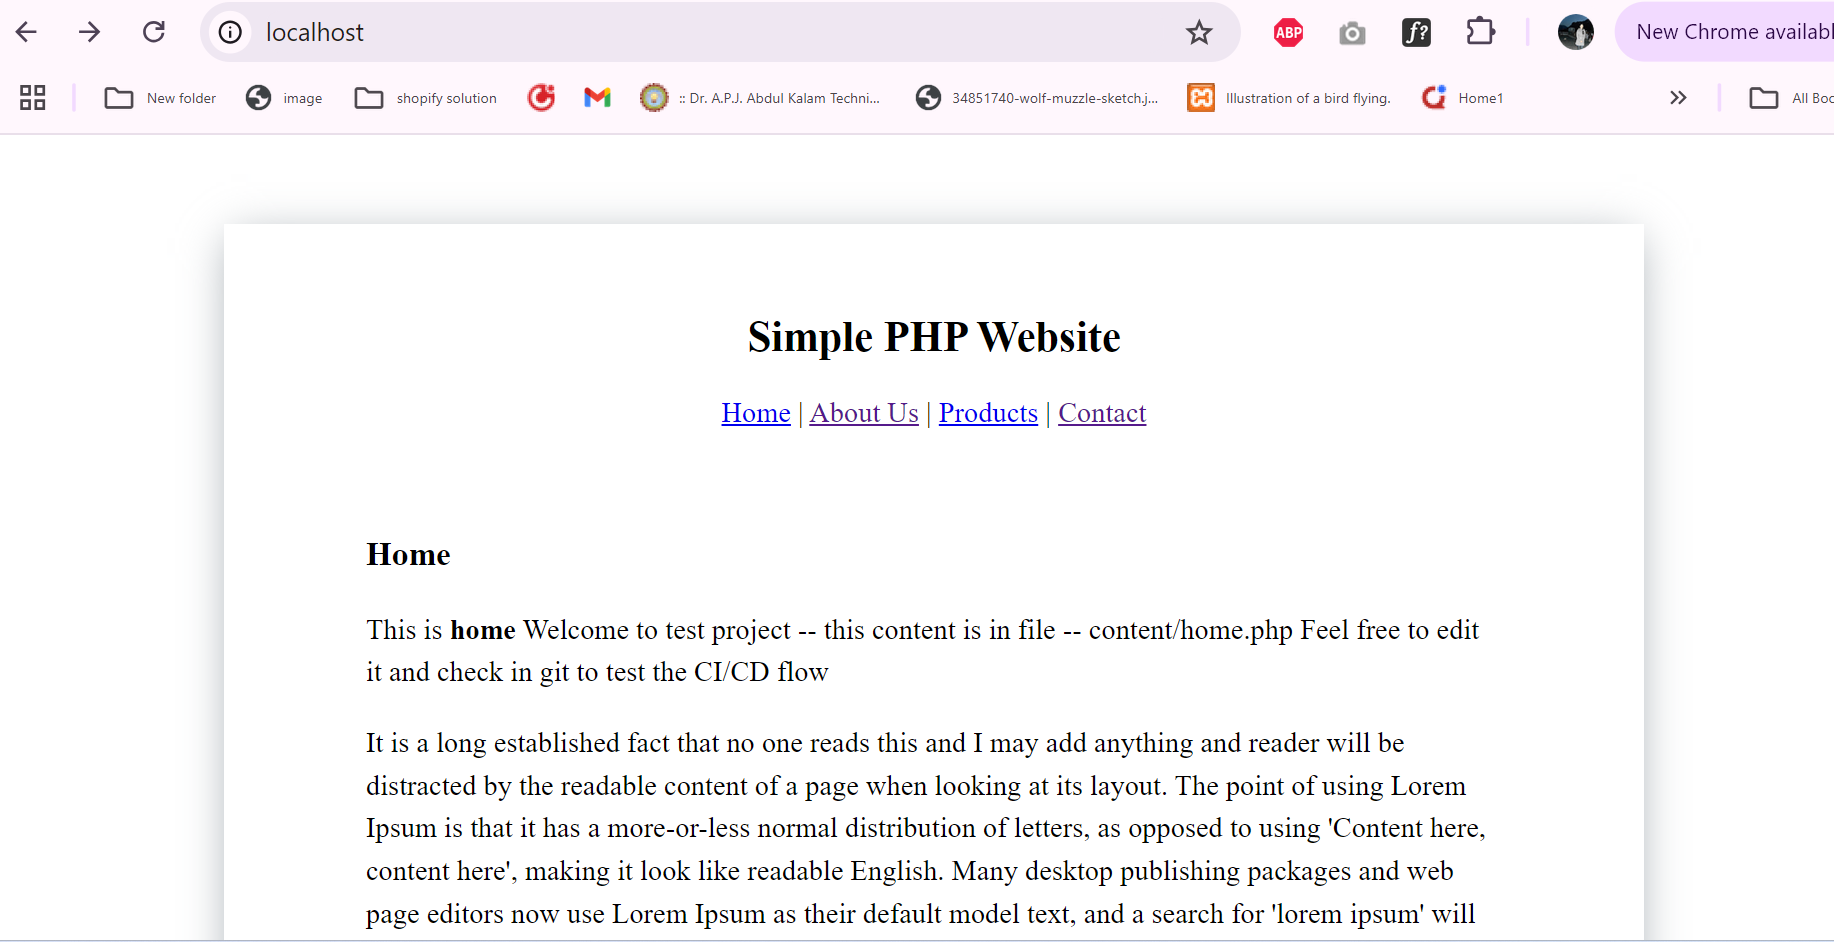 localhost
ABP
f?
New Chrome availabl
New folder
image
shopify solution
:: Dr. A.P.J. Abdul Kalam Techni...
34851740-wolf-muzzle-sketch.j...
Illustration of a bird flying.
Home1
All Boo
Simple PHP Website
Home | About Us | Products | Contact
Home
This is home Welcome to test project -- this content is in file -- content/home.php Feel free to edit
it and check in git to test the CI/CD flow
It is a long established fact that no one reads this and I may add anything and reader will be
distracted by the readable content of a page when looking at its layout. The point of using Lorem
Ipsum is that it has a more-or-less normal distribution of letters, as opposed to using 'Content here,
content here', making it look like readable English. Many desktop publishing packages and web
page editors now use Lorem Ipsum as their default model text, and a search for 'lorem ipsum' will